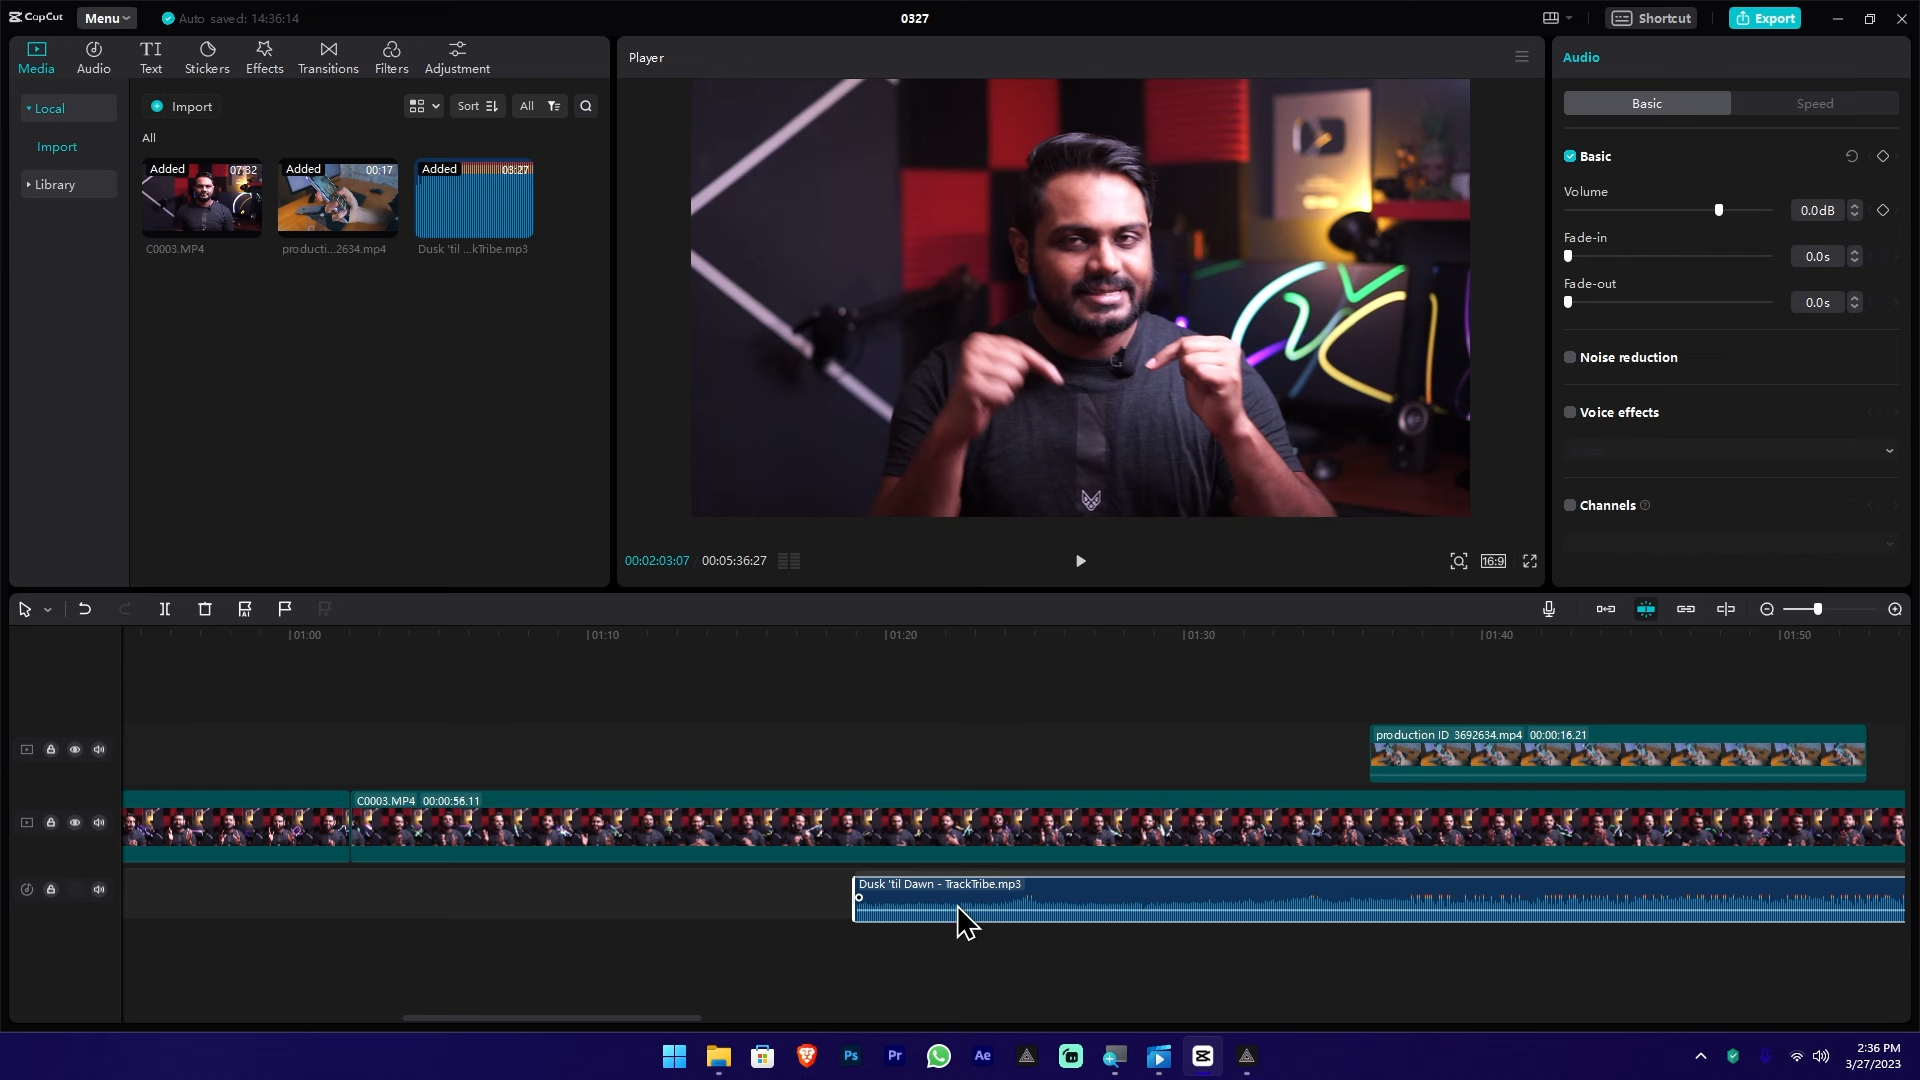 CapCut
Menu
Auto saved: 14:36:14
0327
Shortcut
Export
Media
Audio
TI
Text
Stickers
Effects
Transitions
Filters
Adjustment
Local
Import
Library
Import
Sort
All
All
Added
07:32
C0003.MP4
Added
00:17
producti...2634.mp4
Added
03:27
Dusk 'til ...kTribe.mp3
Player
00:02:03:07
00:05:36:27
16:9
Audio
Basic
Speed
Basic
Volume
0.0dB
Fade-in
0.0s
Fade-out
0.0s
Noise reduction
Voice effects
Channels
01:00
01:10
01:20
01:30
01:40
01:50
production ID_3692634.mp4 00:00:16.21
C0003.MP4 00:00:56.11
Dusk 'til Dawn - TrackTribe.mp3
Ps
Pr
Ae
2:36 PM
3/27/2023